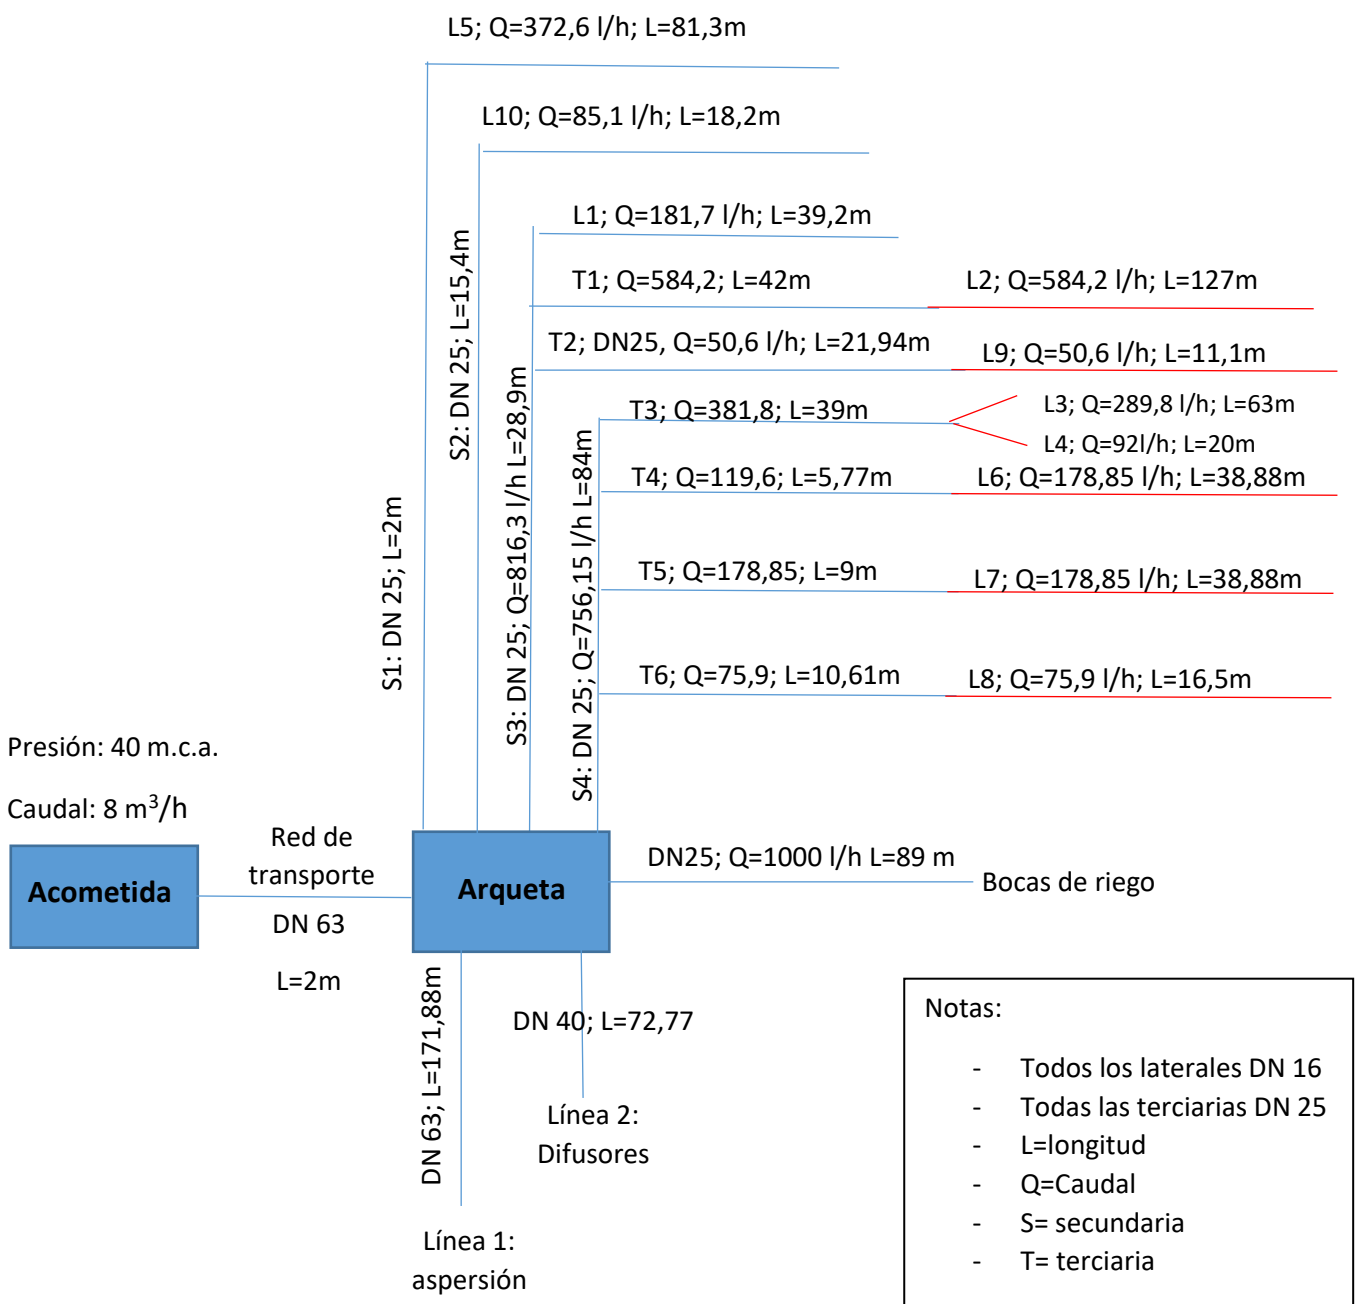 L5; Q=372,6 l/h; L=81,3m
L10; Q=85,1 l/h; L=18,2m
L1; Q=181,7 l/h; L=39,2m
T1; Q=584,2; L=42m
L2; Q=584,2 l/h; L=127m
T2; DN25, Q=50,6 l/h; L=21,94m
L9; Q=50,6 l/h; L=11,1m
T3; Q=381,8; L=39m
L3; Q=289,8 l/h; L=63m
L4; Q=92l/h; L=20m
T4; Q=119,6; L=5,77m
L6; Q=178,85 l/h; L=38,88m
T5; Q=178,85; L=9m
L7; Q=178,85 l/h; L=38,88m
T6; Q=75,9; L=10,61m
L8; Q=75,9 l/h; L=16,5m
S1: DN 25; L=2m
S2: DN 25; L=15,4m
S3: DN 25; Q=816,3 l/h L=28,9m
S4: DN 25; Q=756,15 l/h L=84m
Presión: 40 m.c.a.
Caudal: 8 m³/h
Acometida
Red de
transporte
DN 63
L=2m
Arqueta
DN25; Q=1000 l/h L=89 m
Bocas de riego
DN 63; L=171,88m
DN 40; L=72,77
Línea 2:
Difusores
Línea 1:
aspersión
Notas:
- Todos los laterales DN 16
- Todas las terciarias DN 25
- L=longitud
- Q=Caudal
- S= secundaria
- T= terciaria